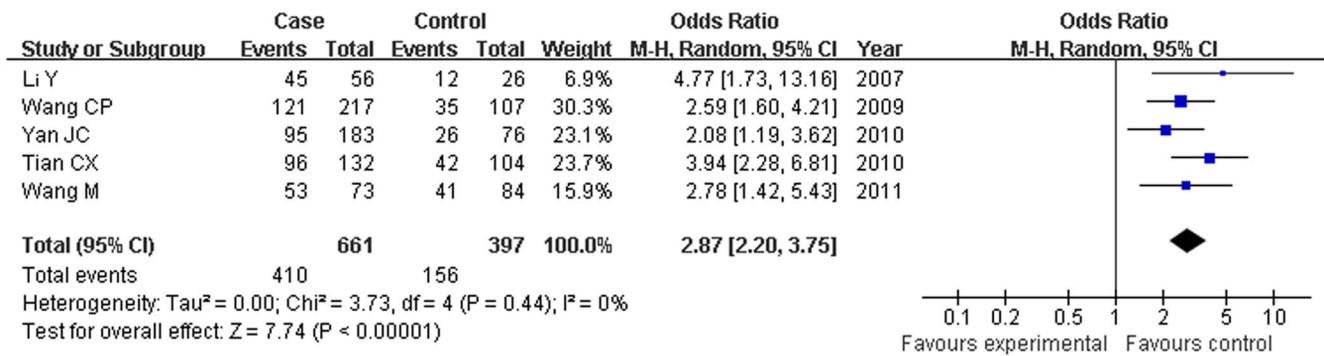 Case Control Odds Ratio Odds Ratio
Study or Subgroup Events Total Events Total Weight M-H, Random, 95% CI Year M-H, Random, 95% CI
Li Y 45 56 12 26 6.9% 4.77 [1.73, 13.16] 2007
Wang CP 121 217 35 107 30.3% 2.59 [1.60, 4.21] 2009
Yan JC 95 183 26 76 23.1% 2.08 [1.19, 3.62] 2010
Tian CX 96 132 42 104 23.7% 3.94 [2.28, 6.81] 2010
Wang M 53 73 41 84 15.9% 2.78 [1.42, 5.43] 2011
Total (95% CI) 661 397 100.0% 2.87 [2.20, 3.75]
Total events 410 156
Heterogeneity: Tau² = 0.00; Chi² = 3.73, df = 4 (P = 0.44); I² = 0%
Test for overall effect: Z = 7.74 (P < 0.00001)
0.1 0.2 0.5 1 2 5 10
Favours experimental Favours control